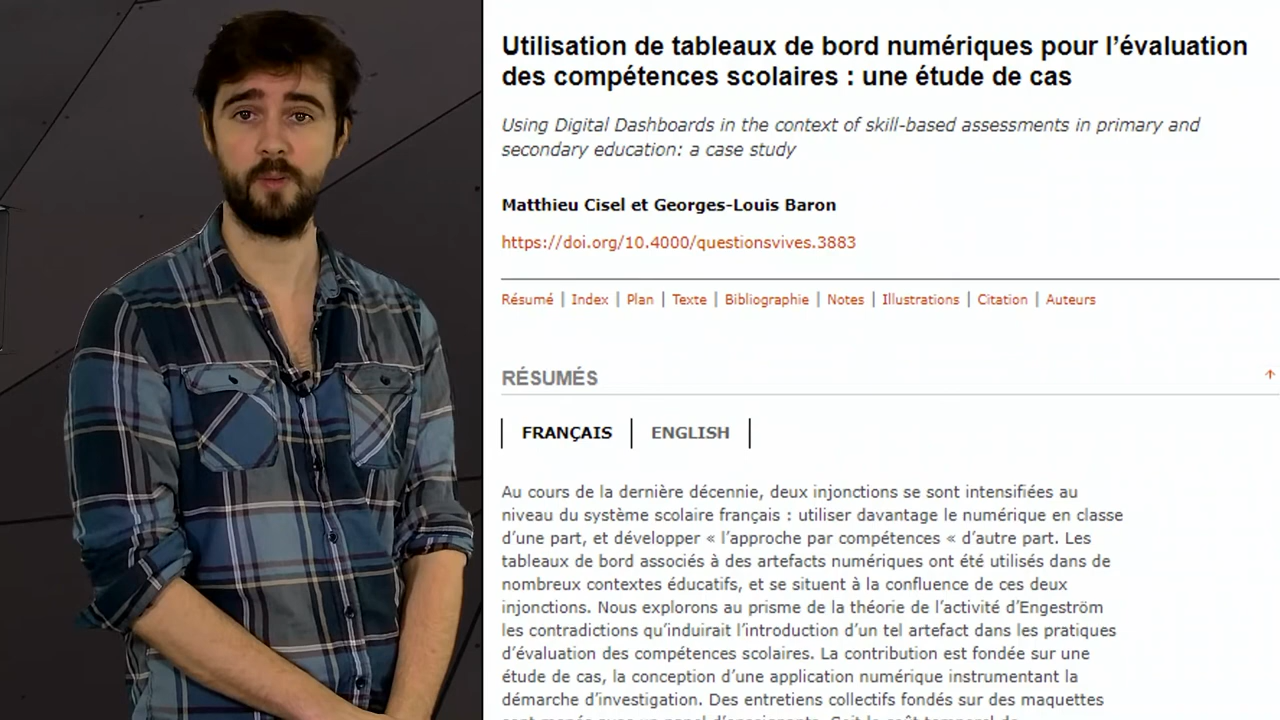 Utilisation de tableaux de bord numériques pour l’évaluation
des compétences scolaires : une étude de cas
Using Digital Dashboards in the context of skill-based assessments in primary and
secondary education: a case study
Matthieu Cisel et Georges-Louis Baron
https://doi.org/10.4000/questionsvives.3883
Résumé | Index | Plan | Texte | Bibliographie | Notes | Illustrations | Citation | Auteurs
RÉSUMÉS ↑
FRANÇAIS | ENGLISH
Au cours de la dernière décennie, deux injonctions se sont intensifiées au
niveau du système scolaire français : utiliser davantage le numérique en classe
d’une part, et développer « l’approche par compétences « d’autre part. Les
tableaux de bord associés à des artefacts numériques ont été utilisés dans de
nombreux contextes éducatifs, et se situent à la confluence de ces deux
injonctions. Nous explorons au prisme de la théorie de l’activité d’Engeström
les contradictions qu’induirait l’introduction d’un tel artefact dans les pratiques
d’évaluation des compétences scolaires. La contribution est fondée sur une
étude de cas, la conception d’une application numérique instrumentant la
démarche d’investigation. Des entretiens collectifs fondés sur des maquettes